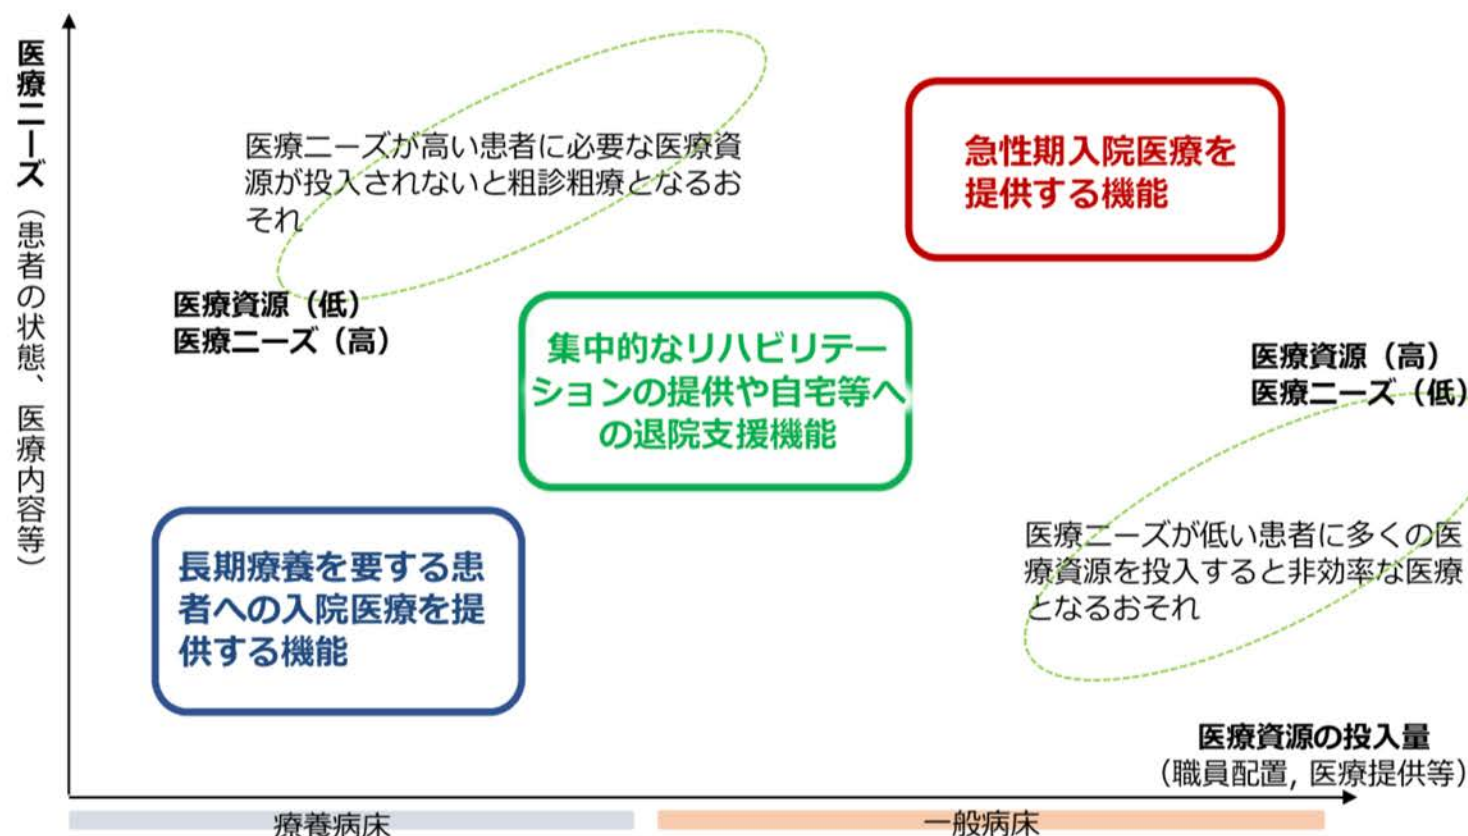 医療ニーズ（患者の状態、医療内容等）
医療ニーズが高い患者に必要な医療資
源が投入されないと粗診粗療となるお
それ
医療資源（低）
医療ニーズ（高）
急性期入院医療を
提供する機能
集中的なリハビリテー
ションの提供や自宅等へ
の退院支援機能
医療資源（高）
医療ニーズ（低）
長期療養を要する患
者への入院医療を提
供する機能
医療ニーズが低い患者に多くの医
療資源を投入すると非効率な医療
となるおそれ
医療資源の投入量
（職員配置, 医療提供等）
療養病床
一般病床